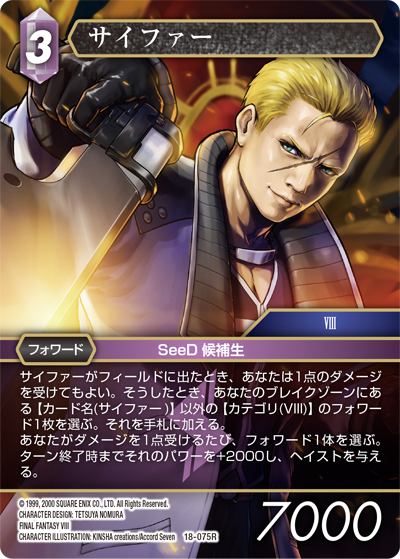 3
サイファー
VIII
フォワード
SeeD 候補生
サイファーがフィールドに出たとき、あなたは1点のダメージ
を受けてもよい。そうしたとき、あなたのブレイクゾーンにあ
る【カード名(サイファー)】以外の【カテゴリ(VIII)】のフォワー
ド1枚を選ぶ。それを手札に加える。
あなたがダメージを1点受けるたび、フォワード1体を選ぶ。
ターン終了時までそれのパワーを+2000し、ヘイストを与え
る。
© 1999, 2000 SQUARE ENIX CO., LTD. All Rights Reserved.
CHARACTER DESIGN: TETSUYA NOMURA
FINAL FANTASY VIII
CHARACTER ILLUSTRATION: KINSHA creations/Accord Seven
18-075R
7000